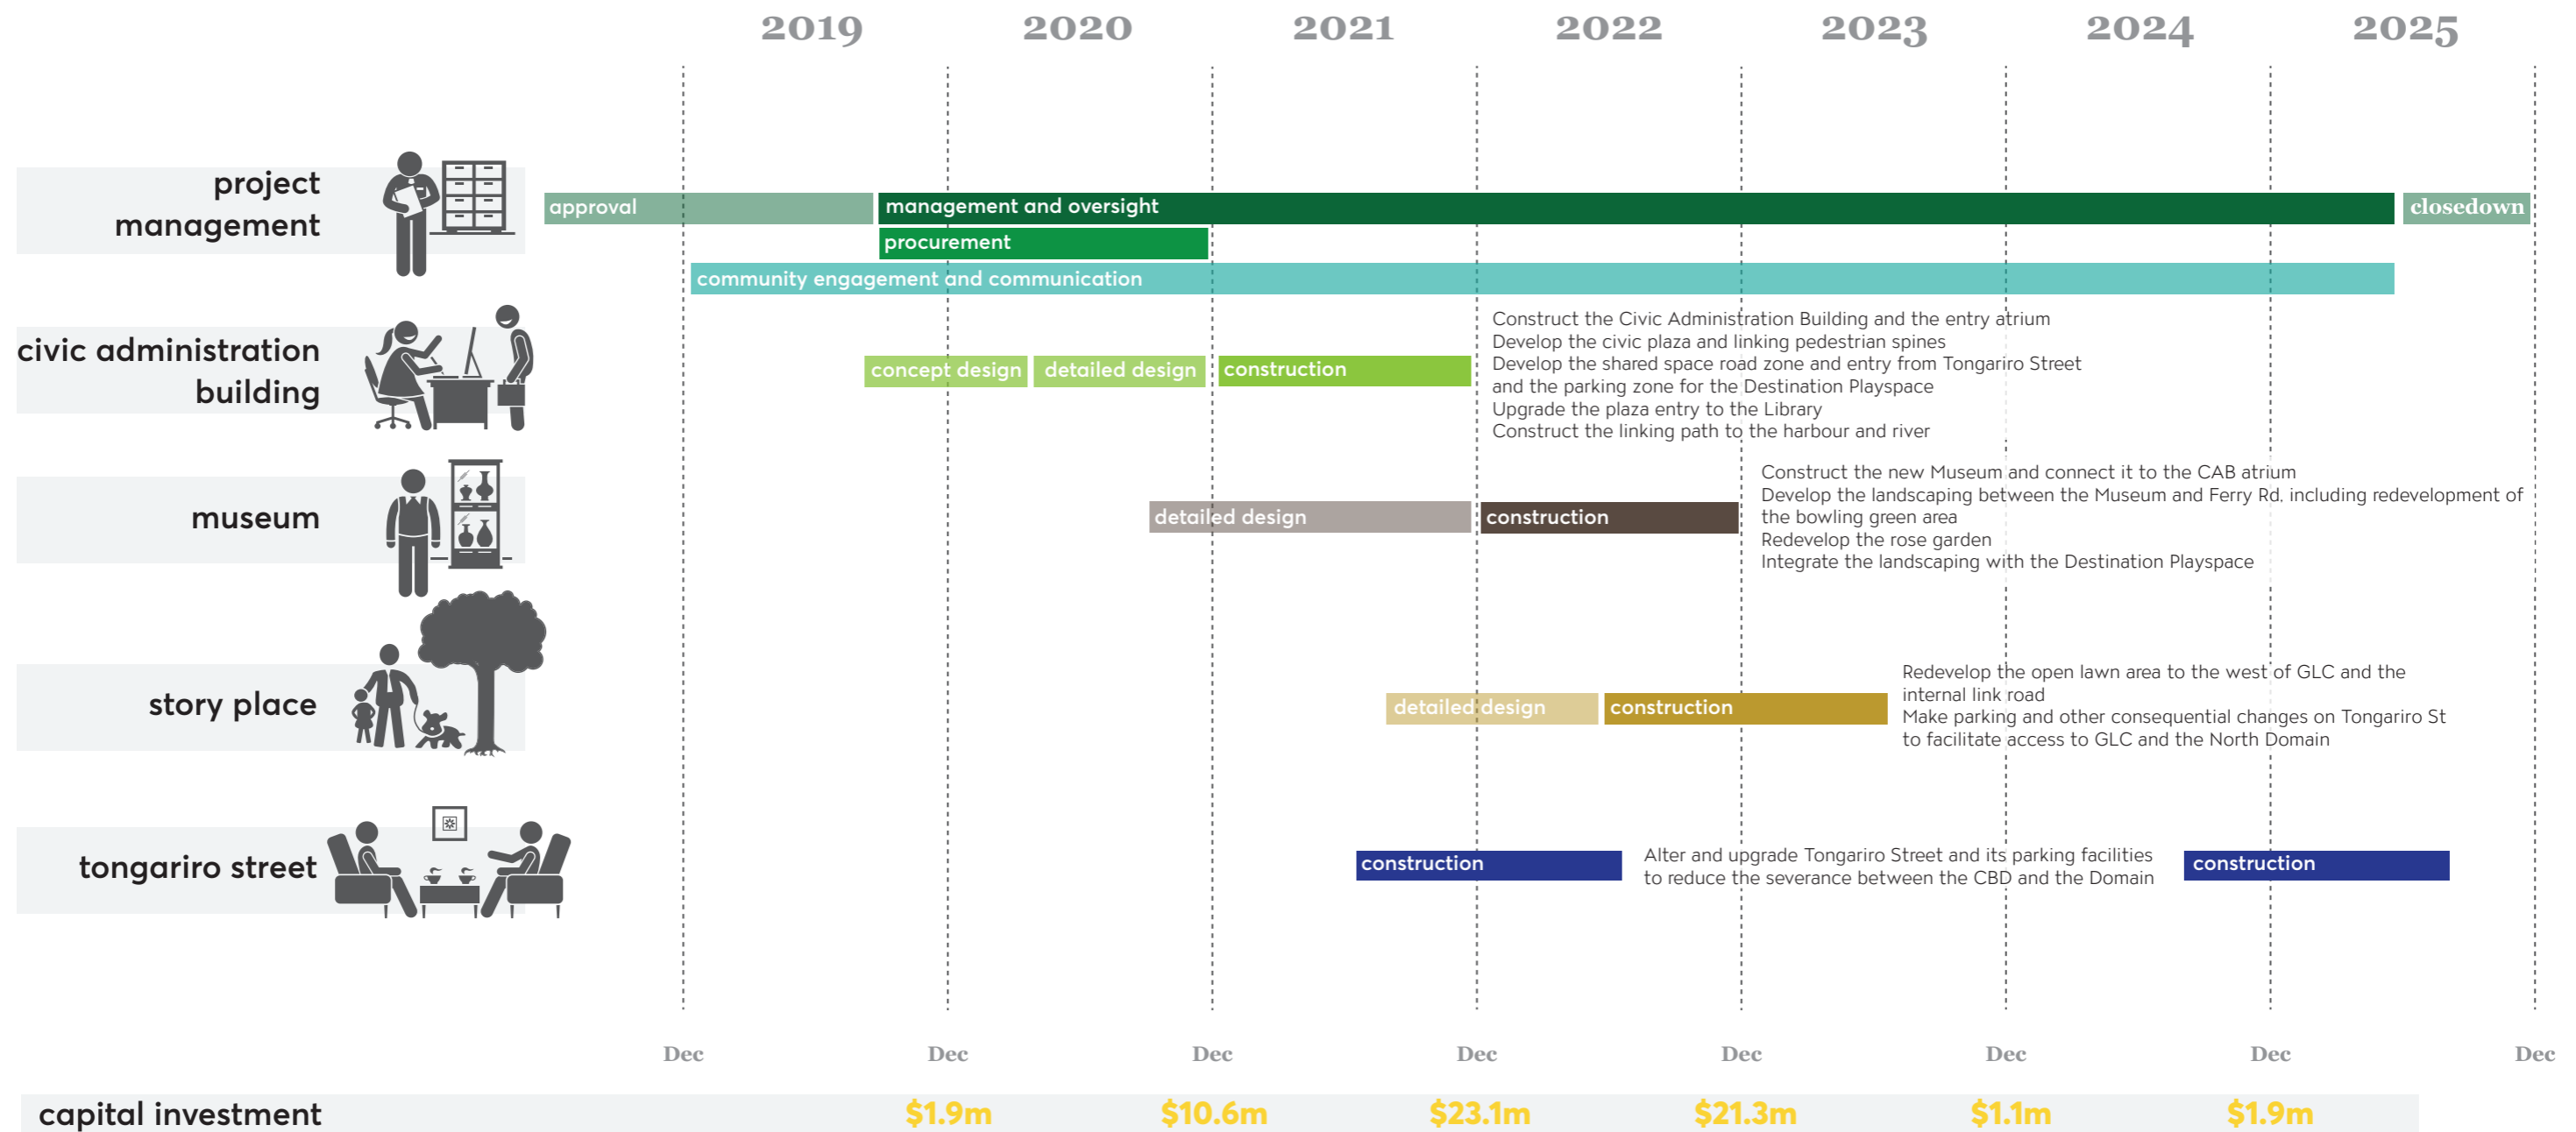 2019 2020 2021 2022 2023 2024 2025
project
management
approval
management and oversight
closedown
procurement
community engagement and communication
civic administration
building
concept design
detailed design
construction
Construct the Civic Administration Building and the entry atrium
Develop the civic plaza and linking pedestrian spines
Develop the shared space road zone and entry from Tongariro Street
and the parking zone for the Destination Playspace
Upgrade the plaza entry to the Library
Construct the linking path to the harbour and river
museum
detailed design
construction
Construct the new Museum and connect it to the CAB atrium
Develop the landscaping between the Museum and Ferry Rd, including redevelopment of
the bowling green area
Redevelop the rose garden
Integrate the landscaping with the Destination Playspace
story place
detailed design
construction
Redevelop the open lawn area to the west of GLC and the
internal link road
Make parking and other consequential changes on Tongariro St
to facilitate access to GLC and the North Domain
tongariro street
construction
Alter and upgrade Tongariro Street and its parking facilities
to reduce the severance between the CBD and the Domain
construction
Dec Dec Dec Dec Dec Dec Dec Dec
capital investment $1.9m $10.6m $23.1m $21.3m $1.1m $1.9m